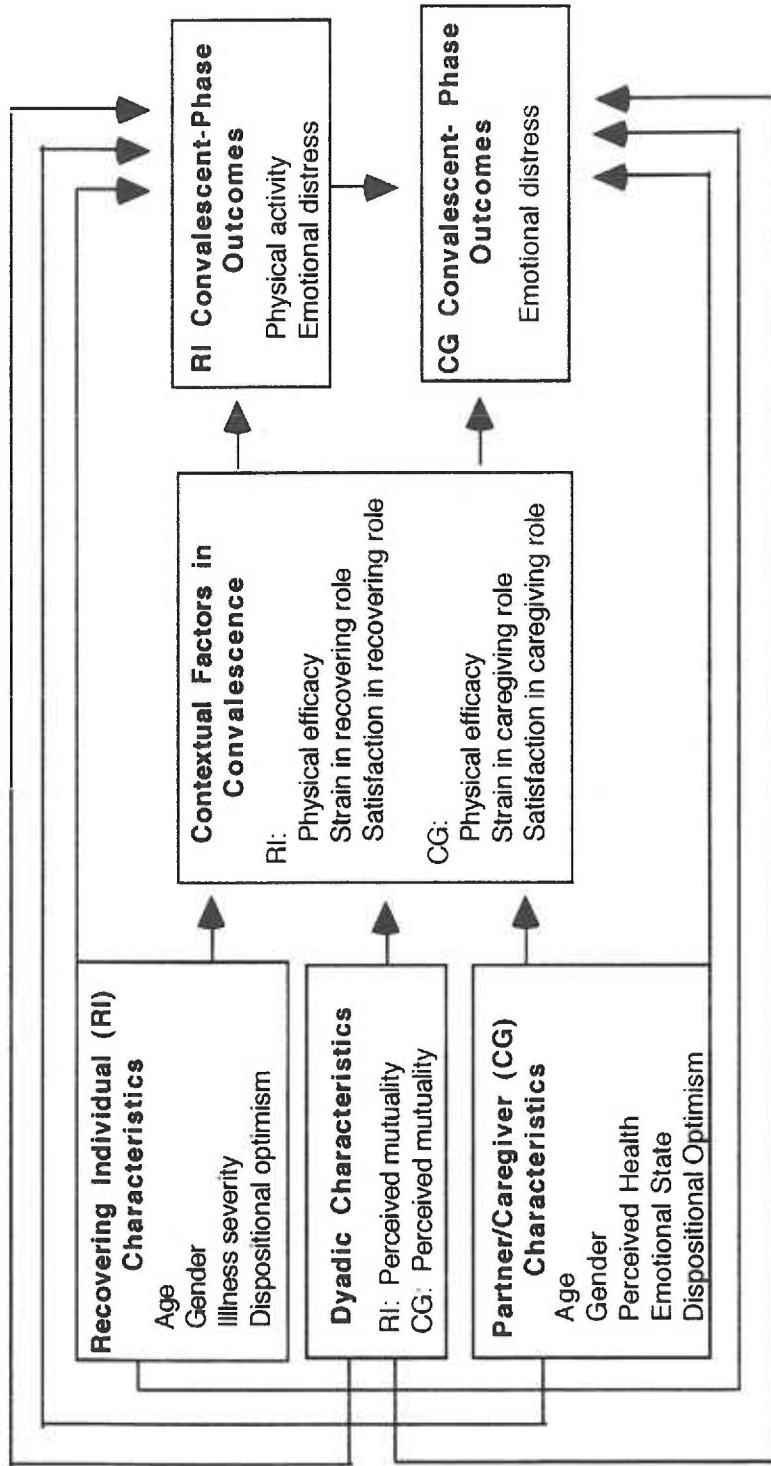 Recovering Individual (RI)
Characteristics
Age
Gender
Illness severity
Dispositional optimism
Dyadic Characteristics
RI: Perceived mutuality
CG: Perceived mutuality
Partner/Caregiver (CG)
Characteristics
Age
Gender
Perceived Health
Emotional State
Dispositional Optimism
Contextual Factors in
Convalescence
RI:
Physical efficacy
Strain in recovering role
Satisfaction in recovering role
CG:
Physical efficacy
Strain in caregiving role
Satisfaction in caregiving role
RI Convalescent-Phase
Outcomes
Physical activity
Emotional distress
CG Convalescent- Phase
Outcomes
Emotional distress